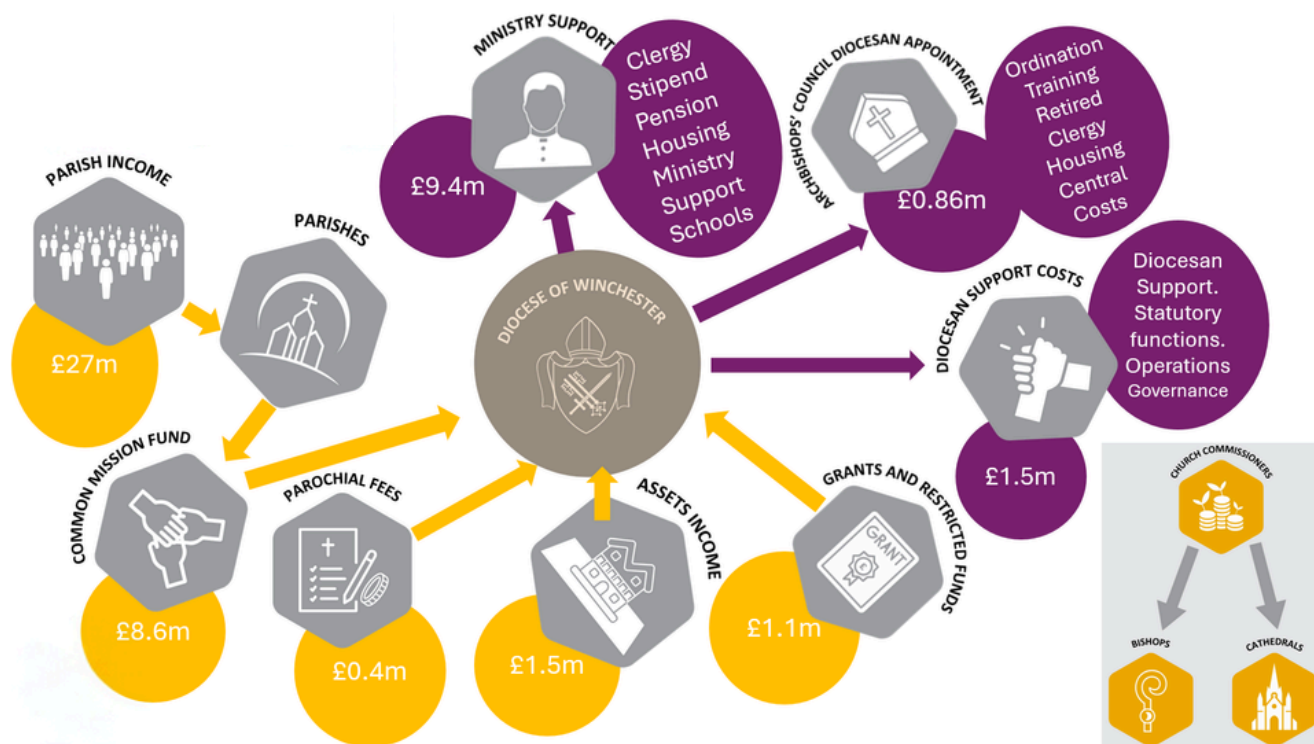 MINISTRY SUPPORT
£9.4m
Clergy
Stipend
Pension
Housing
Ministry
Support
Schools
ARCHBISHOPS' COUNCIL DIOCESAN APPOINTMENT
£0.86m
Ordination
Training
Retired
Clergy
Housing
Central
Costs
PARISH INCOME
£27m
PARISHES
DIOCESE OF WINCHESTER
DIOCESAN SUPPORT COSTS
£1.5m
Diocesan
Support.
Statutory
functions.
Operations
Governance
COMMON MISSION FUND
£8.6m
PAROCHIAL FEES
£0.4m
ASSETS INCOME
£1.5m
GRANTS AND RESTRICTED FUNDS
GRANT
£1.1m
CHURCH COMMISSIONERS
BISHOPS
CATHEDRALS